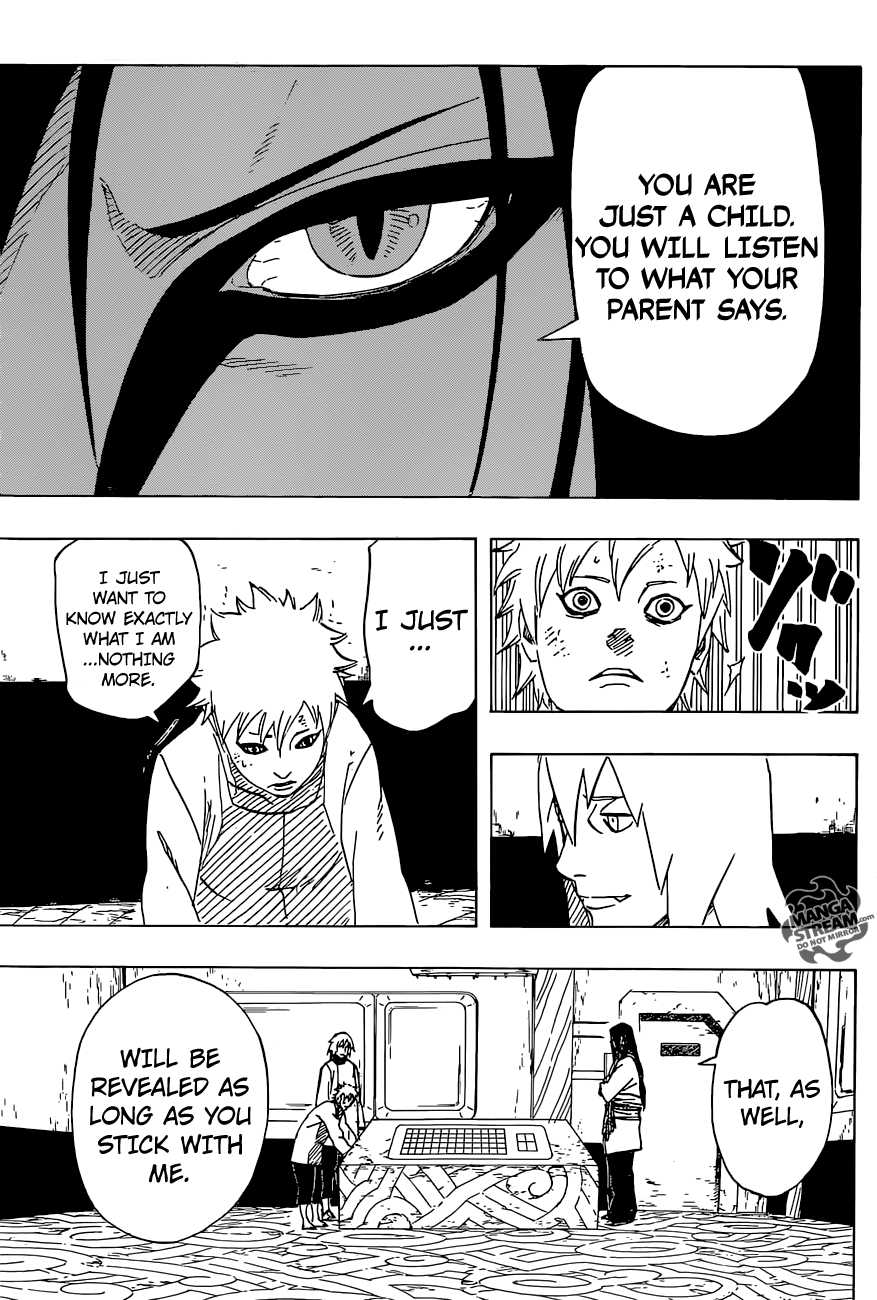 YOU ARE
JUST A CHILD.
YOU WILL LISTEN
TO WHAT YOUR
PARENT SAYS.
ゾッ
I JUST
...
I JUST
WANT TO
KNOW EXACTLY
WHAT I AM
...NOTHING
MORE.
MANGA
STREAM.com
DO NOT MIRROR
THAT, AS
WELL,
WILL BE
REVEALED AS
LONG AS YOU
STICK WITH
ME.